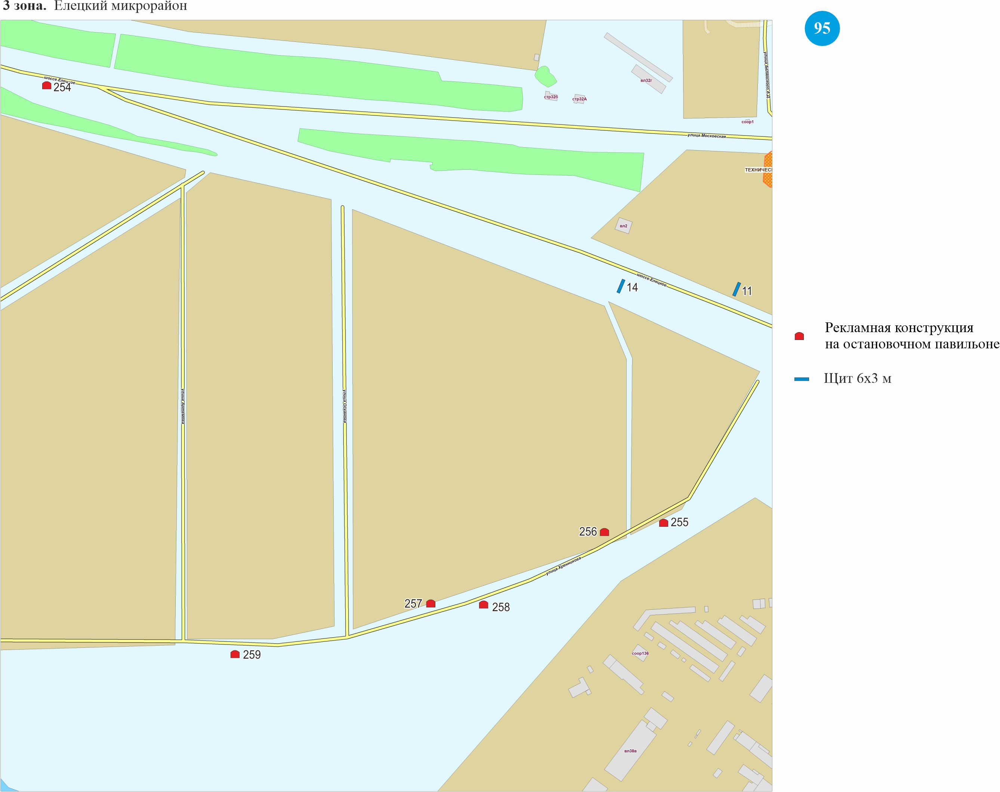 3 зона. Елецкий микрорайон
95
улица Белянского А.Д.
шоссе Елецкое
254
вл32г
стр32б
стр32А
соор1
улица Московская
ТЕХНИЧЕС
вл2
шоссе Елецкое
14
11
Рекламная конструкция
на остановочном павильоне
Щит 6х3 м
улица Артемова
улица Осканова
255
256
улица Хренникова
257
258
259
соор136
вл38в